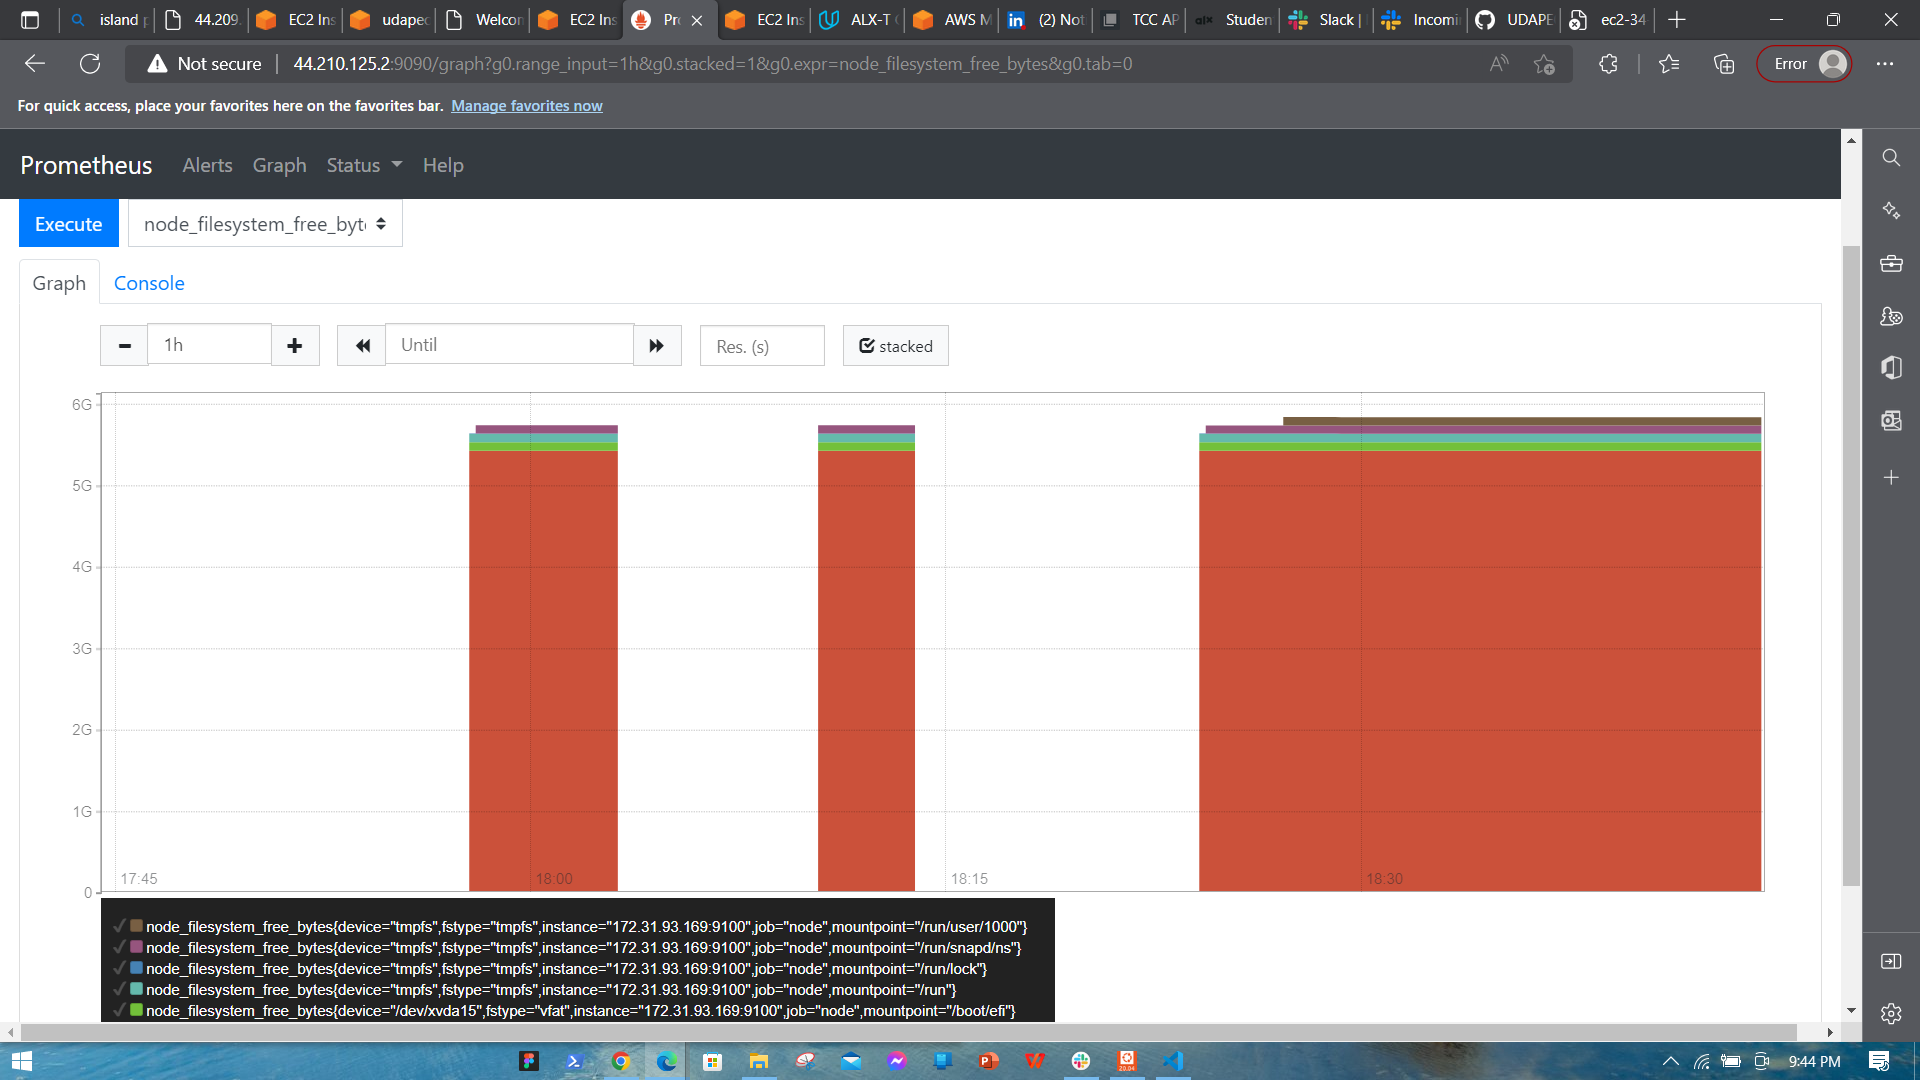 island p
44.209.
EC2 Ins
udapeo
Welcon
EC2 Ins
Pro
EC2 Ins
ALX-T
AWS M
(2) Not
TCC AP
alx
Studen
Slack |
Incomi
UDAPE
ec2-34
Not secure
44.210.125.2:9090/graph?g0.range_input=1h&g0.stacked=1&g0.expr=node_filesystem_free_bytes&g0.tab=0
Error
For quick access, place your favorites here on the favorites bar. Manage favorites now
Prometheus Alerts Graph Status Help
Execute node_filesystem_free_byt
Graph Console
1h Until Res. (s) stacked
6G
5G
4G
3G
2G
1G
0
17:45 18:00 18:15 18:30
node_filesystem_free_bytes{device="tmpfs",fstype="tmpfs",instance="172.31.93.169:9100",job="node",mountpoint="/run/user/1000"}
node_filesystem_free_bytes{device="tmpfs",fstype="tmpfs",instance="172.31.93.169:9100",job="node",mountpoint="/run/snapd/ns"}
node_filesystem_free_bytes{device="tmpfs",fstype="tmpfs",instance="172.31.93.169:9100",job="node",mountpoint="/run/lock"}
node_filesystem_free_bytes{device="tmpfs",fstype="tmpfs",instance="172.31.93.169:9100",job="node",mountpoint="/run"}
node_filesystem_free_bytes{device="/dev/xvda15",fstype="vfat",instance="172.31.93.169:9100",job="node",mountpoint="/boot/efi"}
20.04
9:44 PM